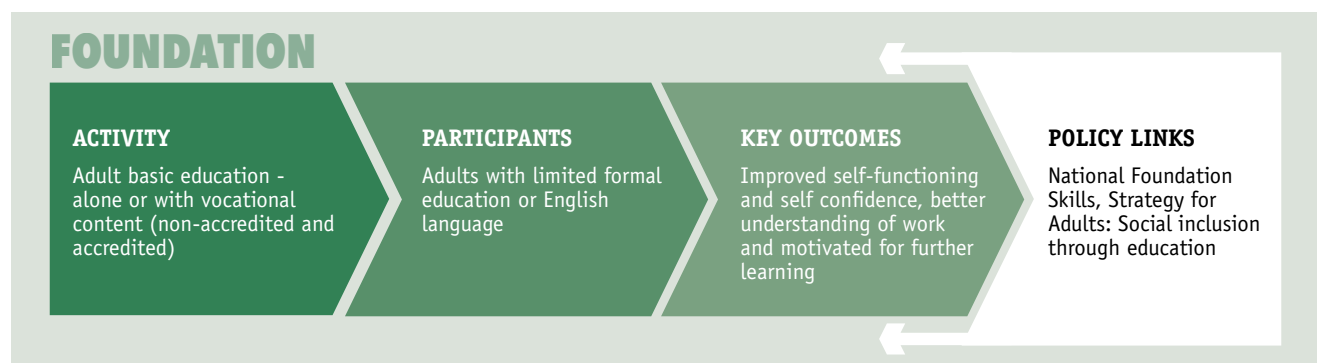 FOUNDATION
ACTIVITY
Adult basic education -
alone or with vocational
content (non-accredited and
accredited)
PARTICIPANTS
Adults with limited formal
education or English
language
KEY OUTCOMES
Improved self-functioning
and self confidence, better
understanding of work
and motivated for further
learning
POLICY LINKS
National Foundation
Skills, Strategy for
Adults: Social inclusion
through education